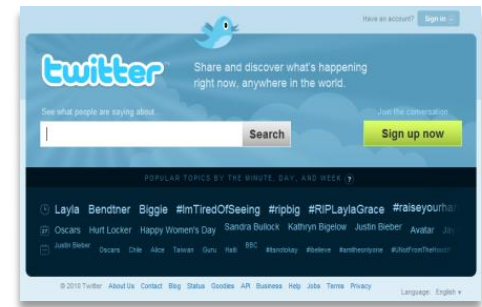 Have an account? Sign in
twitter
Share and discover what's happening
right now, anywhere in the world.
See what people are saying about...
Join the conversation
Search
Sign up now
POPULAR TOPICS BY THE MINUTE, DAY, AND WEEK ?
Layla Bendtner Biggie #ImTiredOfSeeing #ripbig #RIPLaylaGrace #raiseyourhan
Oscars Hurt Locker Happy Women's Day Sandra Bullock Kathryn Bigelow Justin Bieber Avatar
Justin Bieber Oscars Chile Alice Taiwan Guru Haiti BBC #itanotokay #ibelieve #iamtheonlyone
© 2010 Twitter About Us Contact Blog Status Goodies API Business Help Jobs Terms Privacy
Language: English